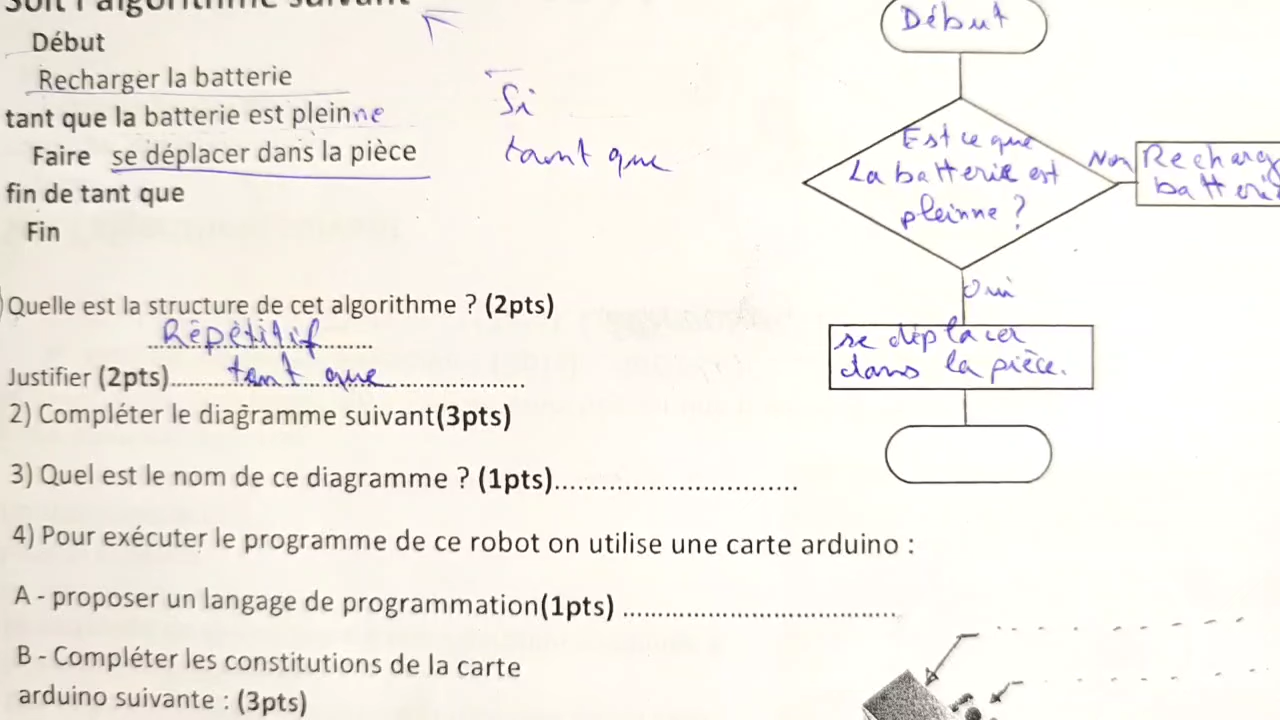 Soit l'algorithme suivant
Début
Recharger la batterie
tant que la batterie est pleinne
Faire se déplacer dans la pièce
fin de tant que
Fin
Si
tant que
Début
Est ce que
La batterie est
pleinne ?
Non
Recharg
batteri
Oui
se déplacer
dans la pièce.
Quelle est la structure de cet algorithme ? (2pts)
Répétitif
Justifier (2pts)..........tant que....................
2) Compléter le diagramme suivant(3pts)
3) Quel est le nom de ce diagramme ? (1pts)................................
4) Pour exécuter le programme de ce robot on utilise une carte arduino :
A - proposer un langage de programmation(1pts) ....................................
B - Compléter les constitutions de la carte
arduino suivante : (3pts)